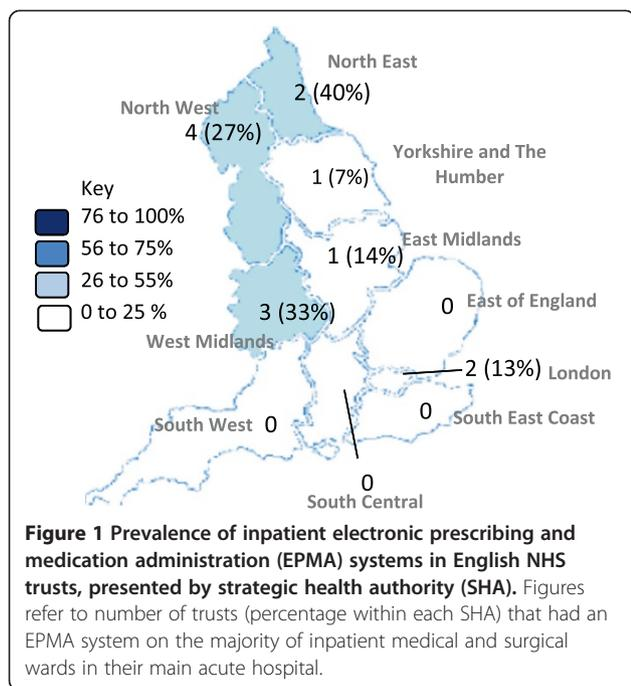 North East
2 (40%)
North West
4 (27%)
Yorkshire and The
Humber
1 (7%)
Key
76 to 100%
56 to 75%
26 to 55%
0 to 25 %
East Midlands
1 (14%)
East of England
0
3 (33%)
West Midlands
2 (13%) London
South West 0
0 South East Coast
0
South Central
Figure 1 Prevalence of inpatient electronic prescribing and
medication administration (EPMA) systems in English NHS
trusts, presented by strategic health authority (SHA). Figures
refer to number of trusts (percentage within each SHA) that had an
EPMA system on the majority of inpatient medical and surgical
wards in their main acute hospital.